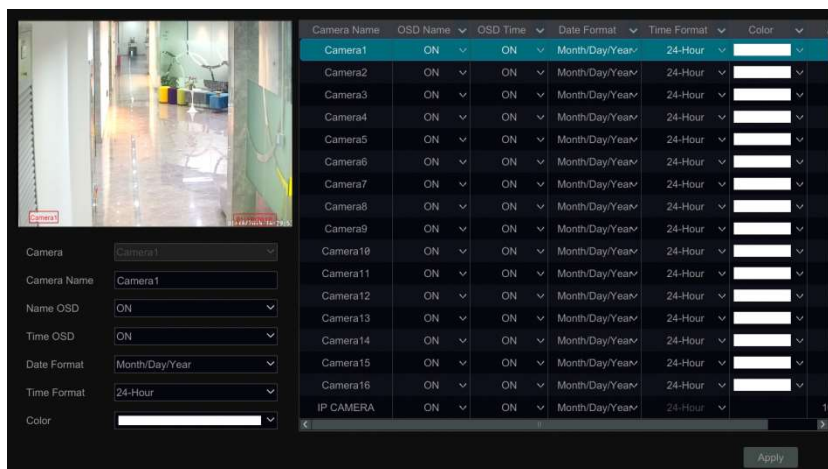 Camera1
Camera Camera1
Camera Name Camera1
Name OSD ON
Time OSD ON
Date Format Month/Day/Year
Time Format 24-Hour
Color
Camera Name OSD Name OSD Time Date Format Time Format Color
Camera1 ON ON Month/Day/Year 24-Hour
Camera2 ON ON Month/Day/Year 24-Hour
Camera3 ON ON Month/Day/Year 24-Hour
Camera4 ON ON Month/Day/Year 24-Hour
Camera5 ON ON Month/Day/Year 24-Hour
Camera6 ON ON Month/Day/Year 24-Hour
Camera7 ON ON Month/Day/Year 24-Hour
Camera8 ON ON Month/Day/Year 24-Hour
Camera9 ON ON Month/Day/Year 24-Hour
Camera10 ON ON Month/Day/Year 24-Hour
Camera11 ON ON Month/Day/Year 24-Hour
Camera12 ON ON Month/Day/Year 24-Hour
Camera13 ON ON Month/Day/Year 24-Hour
Camera14 ON ON Month/Day/Year 24-Hour
Camera15 ON ON Month/Day/Year 24-Hour
Camera16 ON ON Month/Day/Year 24-Hour
IP CAMERA ON ON Month/Day/Year 24-Hour 1
Apply